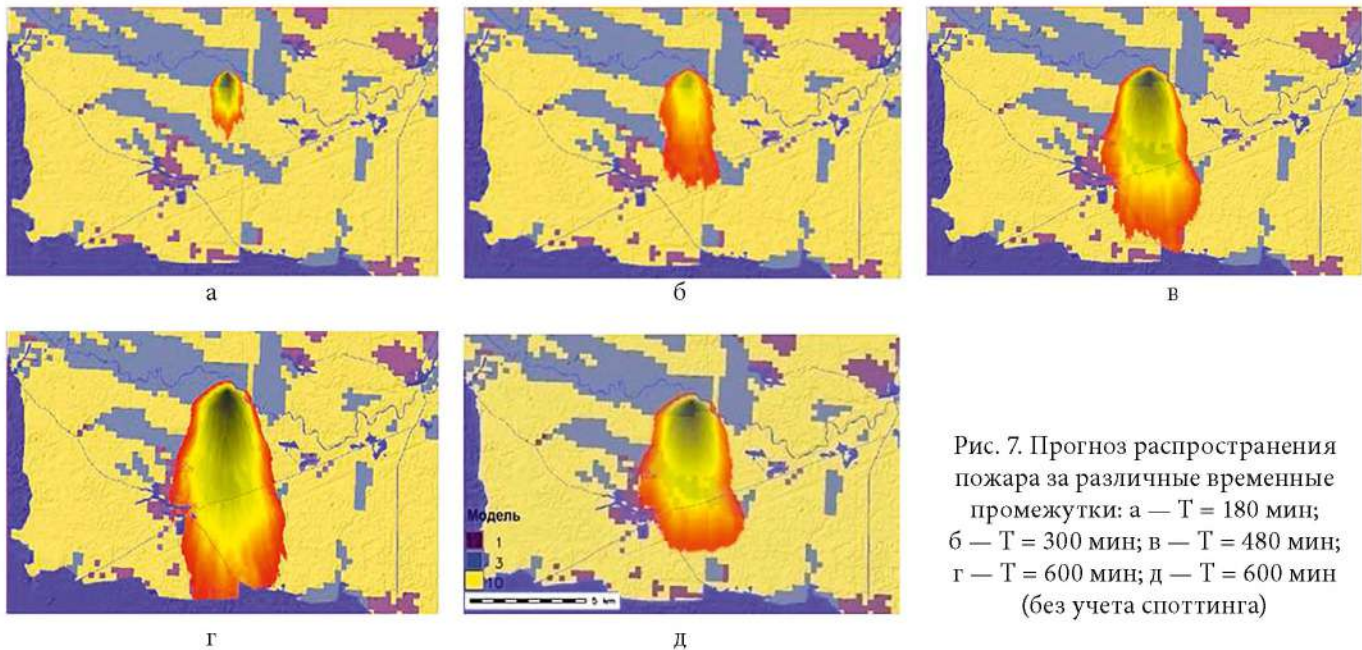 а
б
в
г
Модель
1
3
10
5 km
д
Рис. 7. Прогноз распространения
пожара за различные временные
промежутки: а — Т = 180 мин;
б — Т = 300 мин; в — Т = 480 мин;
г — Т = 600 мин; д — Т = 600 мин
(без учета споттинга)